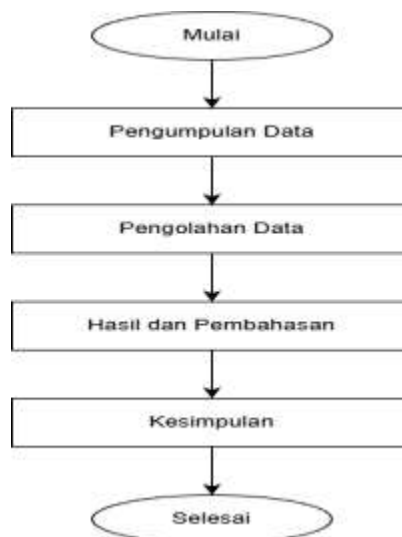 Mulai
Pengumpulan Data
Pengolahan Data
Hasil dan Pembahasan
Kesimpulan
Selesai